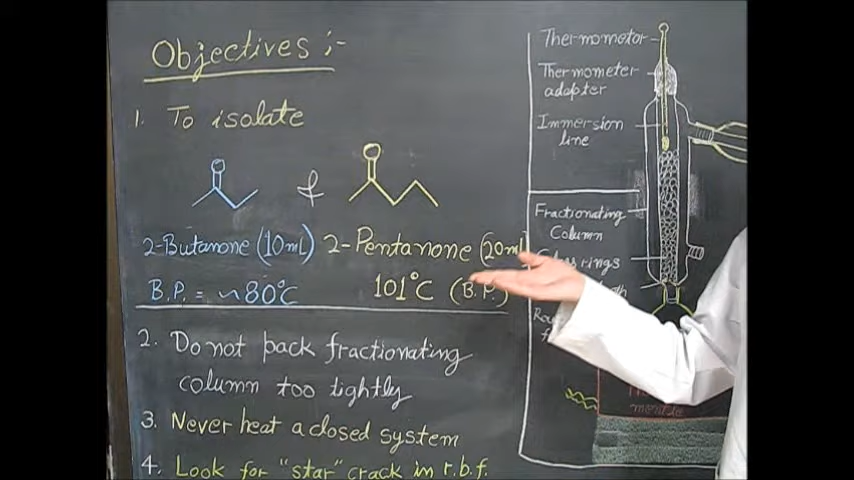 Objectives :-
1. To isolate
&
2-Butanone (10mL) 2-Pentanone (20mL
B.P. = ~80°C 101°C (B.P.)
2. Do not pack fractionating
column too tightly
3. Never heat a closed system
4. Look for "star" crack in r.b.f.
Thermometer
Thermometer
adapter
Immersion
line
Fractionating
Column
rings